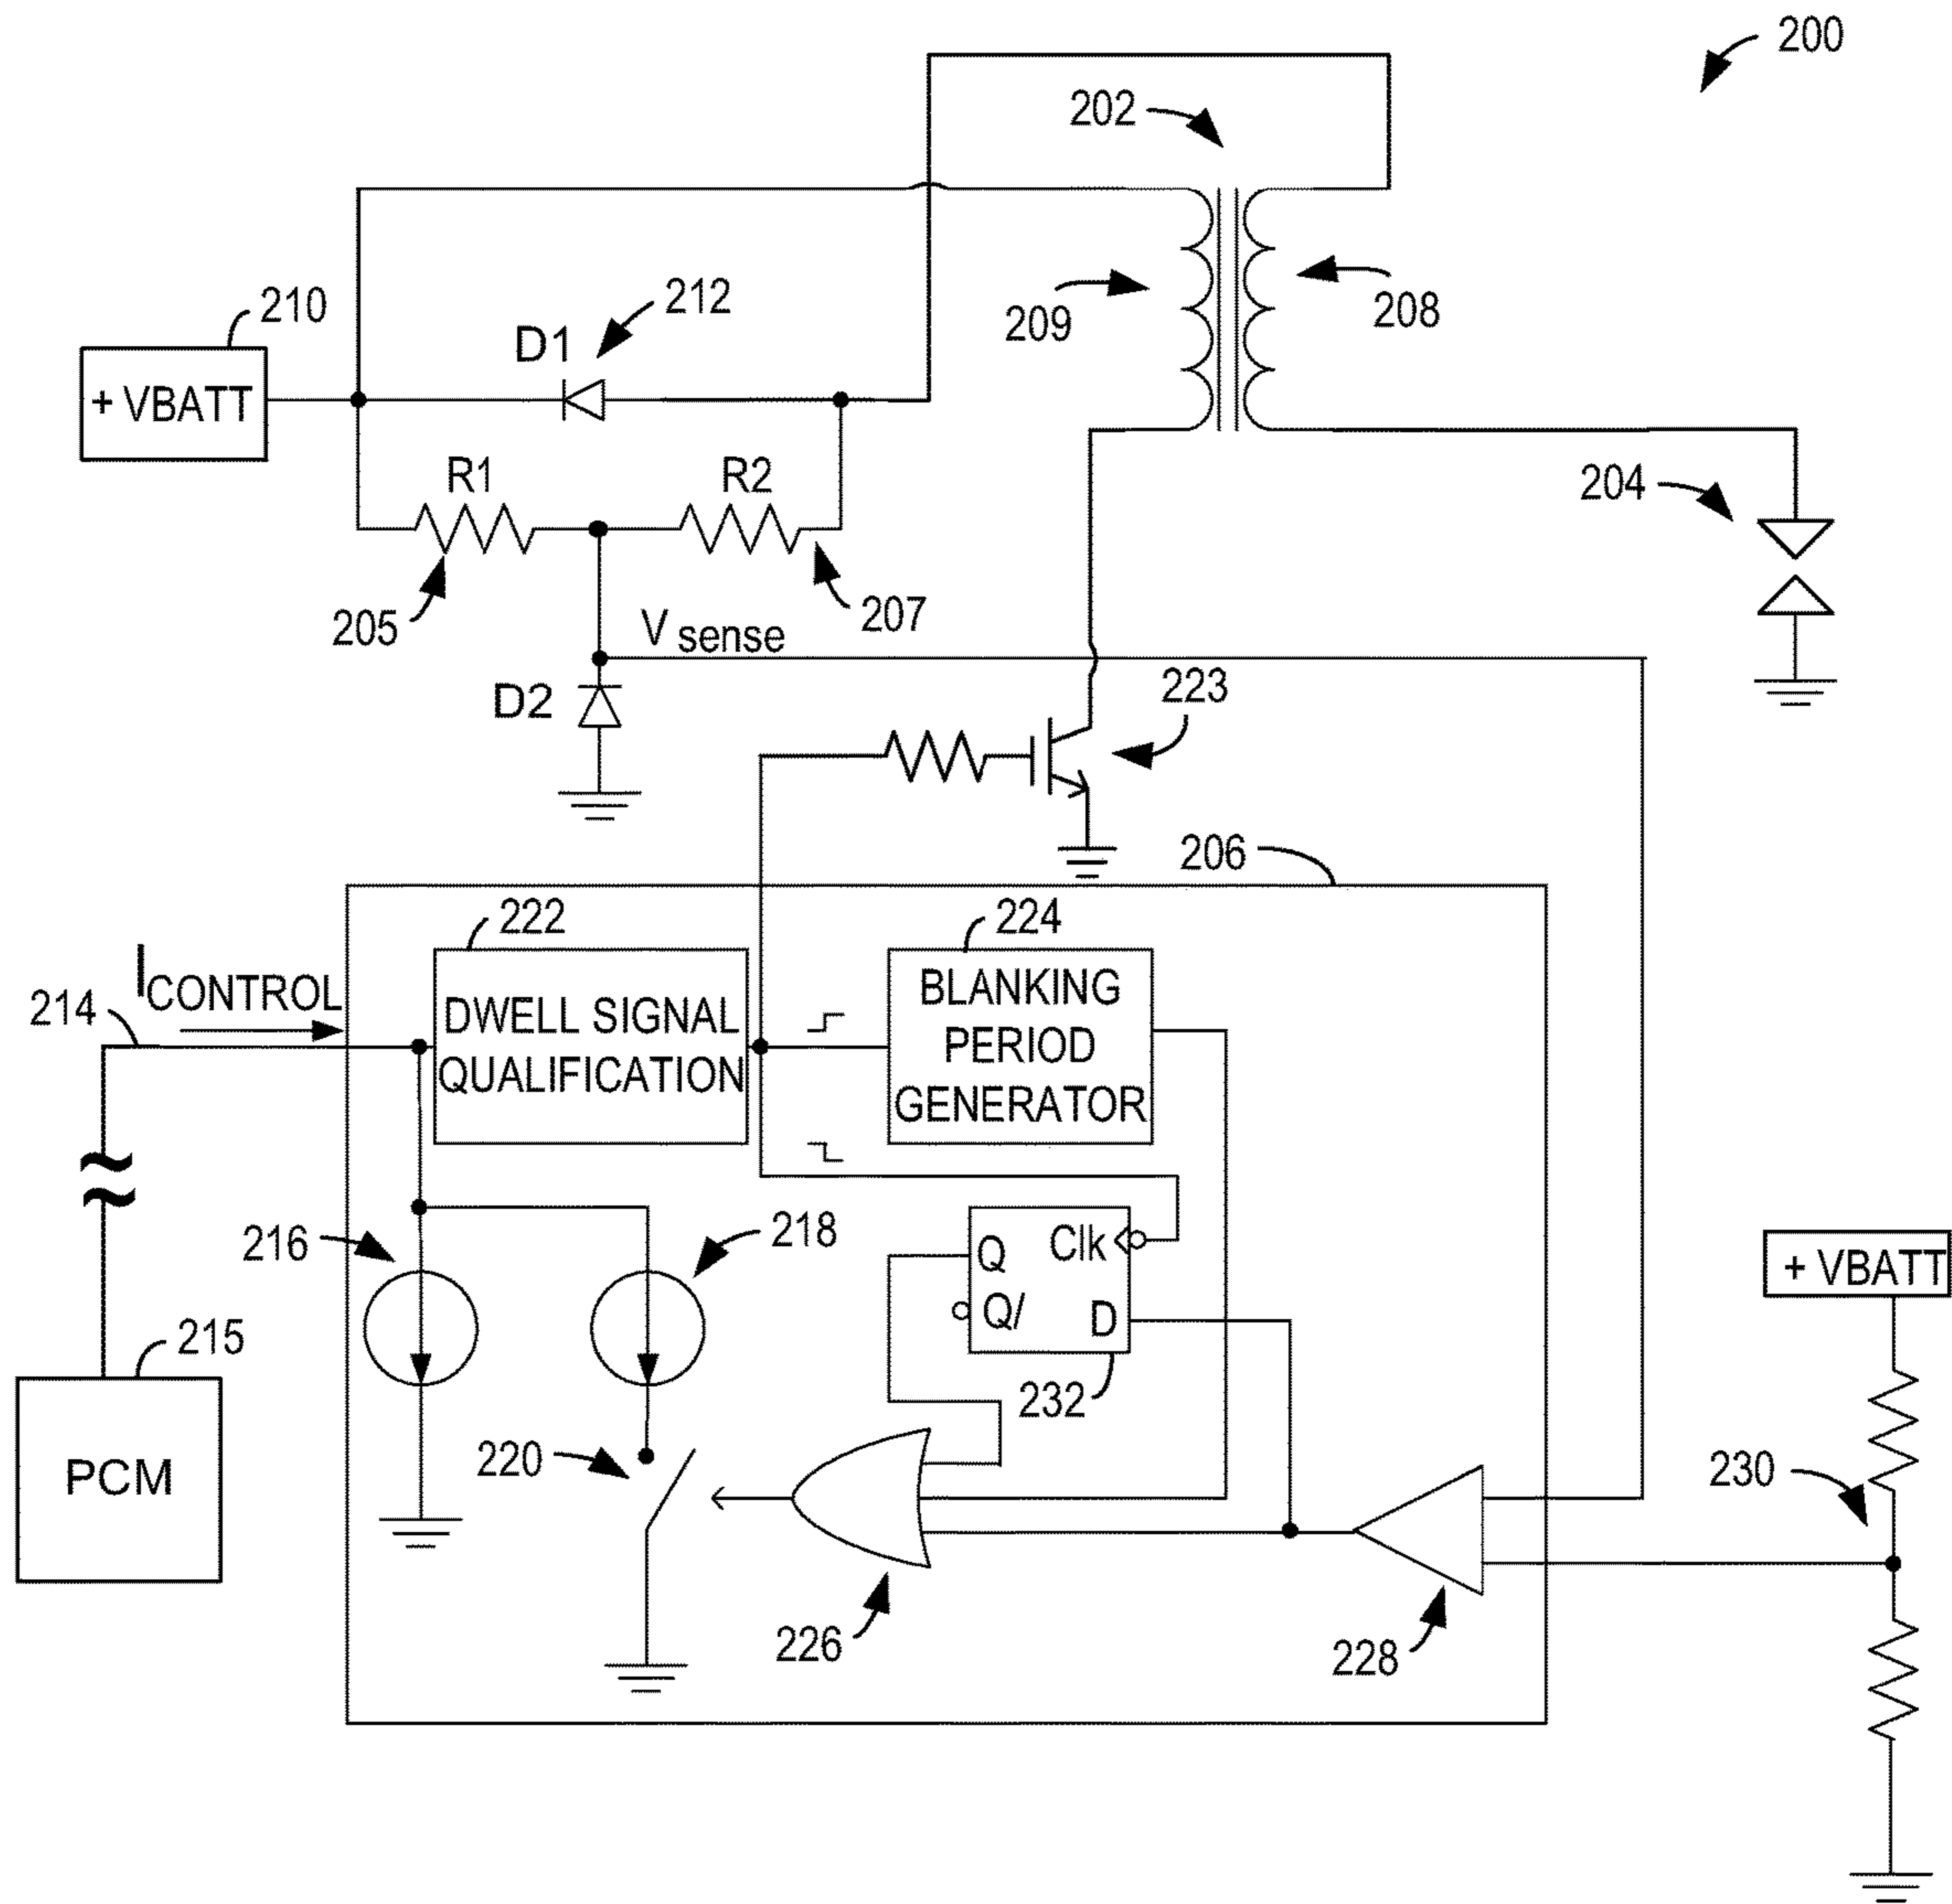 200
202
210
+ VBATT
D1
212
209
208
R1
R2
204
205
207
V sense
D2
223
206
222
224
I CONTROL
214
DWELL SIGNAL
QUALIFICATION
BLANKING
PERIOD
GENERATOR
216
218
Q
Clk
Q/
D
232
+ VBATT
215
PCM
220
230
226
228